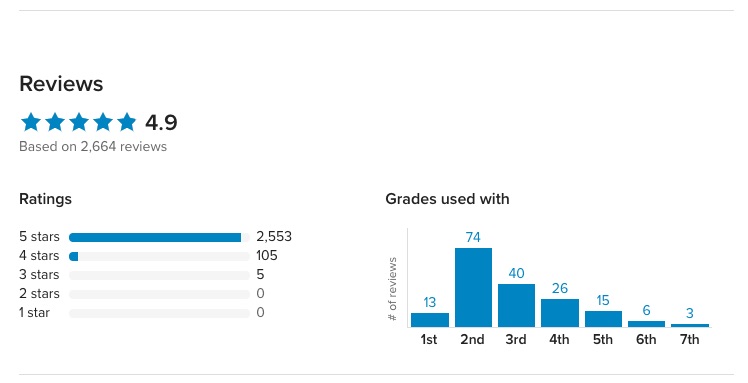 Reviews
4.9
Based on 2,664 reviews
Ratings
5 stars 2,553
4 stars 105
3 stars 5
2 stars 0
1 star 0
Grades used with
# of reviews
13 74 40 26 15 6 3
1st 2nd 3rd 4th 5th 6th 7th